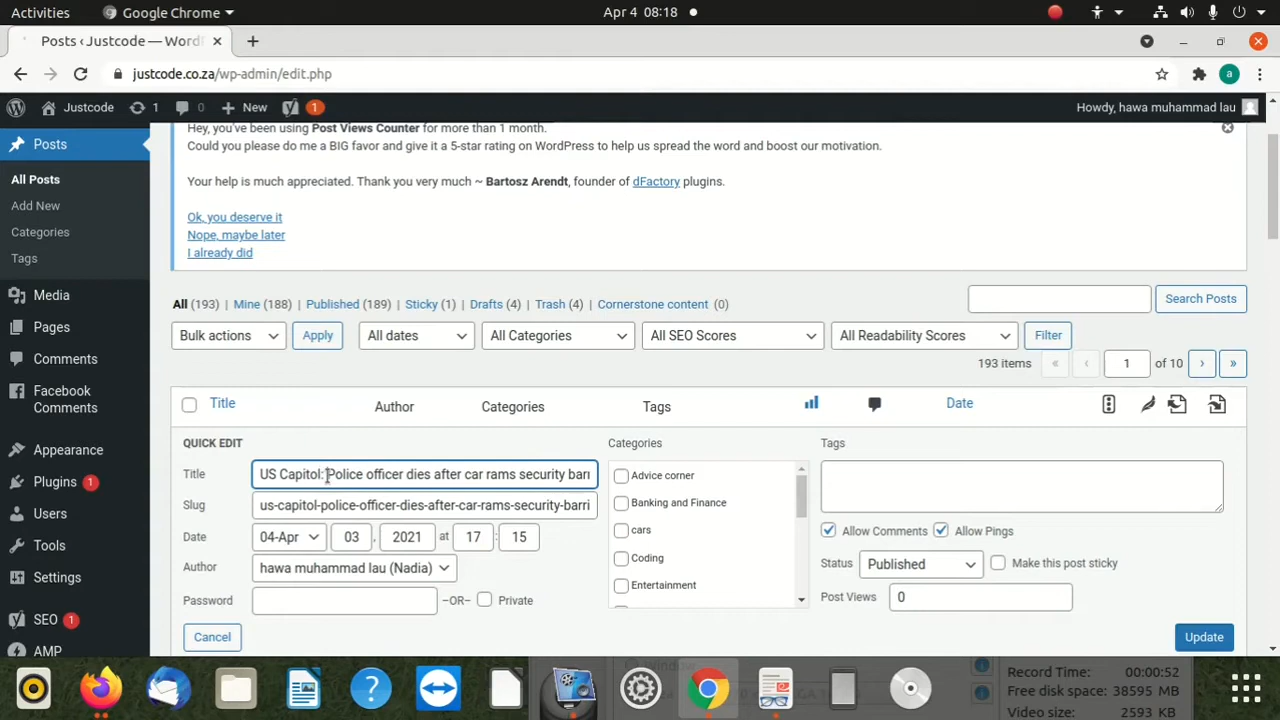 Activities Google Chrome Apr 4 08:18
Posts ‹ Justcode — Word
justcode.co.za/wp-admin/edit.php a
Justcode 1 0 New 1 Howdy, hawa muhammad lau
Posts
All Posts
Add New
Categories
Tags
Media
Pages
Comments
Facebook
Comments
Appearance
Plugins 1
Users
Tools
Settings
SEO 1
AMP
Hey, you've been using Post Views Counter for more than 1 month.
Could you please do me a BIG favor and give it a 5-star rating on WordPress to help us spread the word and boost our motivation.
Your help is much appreciated. Thank you very much ~ Bartosz Arendt, founder of dFactory plugins.
Ok, you deserve it
Nope, maybe later
I already did
All (193) | Mine (188) | Published (189) | Sticky (1) | Drafts (4) | Trash (4) | Cornerstone content (0)
Search Posts
Bulk actions Apply All dates All Categories All SEO Scores All Readability Scores Filter
193 items « ‹ 1 of 10 › »
Title Author Categories Tags Date
QUICK EDIT
Title US Capitol: Police officer dies after car rams security barr
Slug us-capitol-police-officer-dies-after-car-rams-security-barri
Date 04-Apr 03 , 2021 at 17 : 15
Author hawa muhammad lau (Nadia)
Password –OR– Private
Categories
Advice corner
Banking and Finance
cars
Coding
Entertainment
Tags
Allow Comments Allow Pings
Status Published Make this post sticky
Post Views 0
Cancel Update
Record Time: 00:00:52
Free disk space: 38595 MB
Video size: 2593 KB